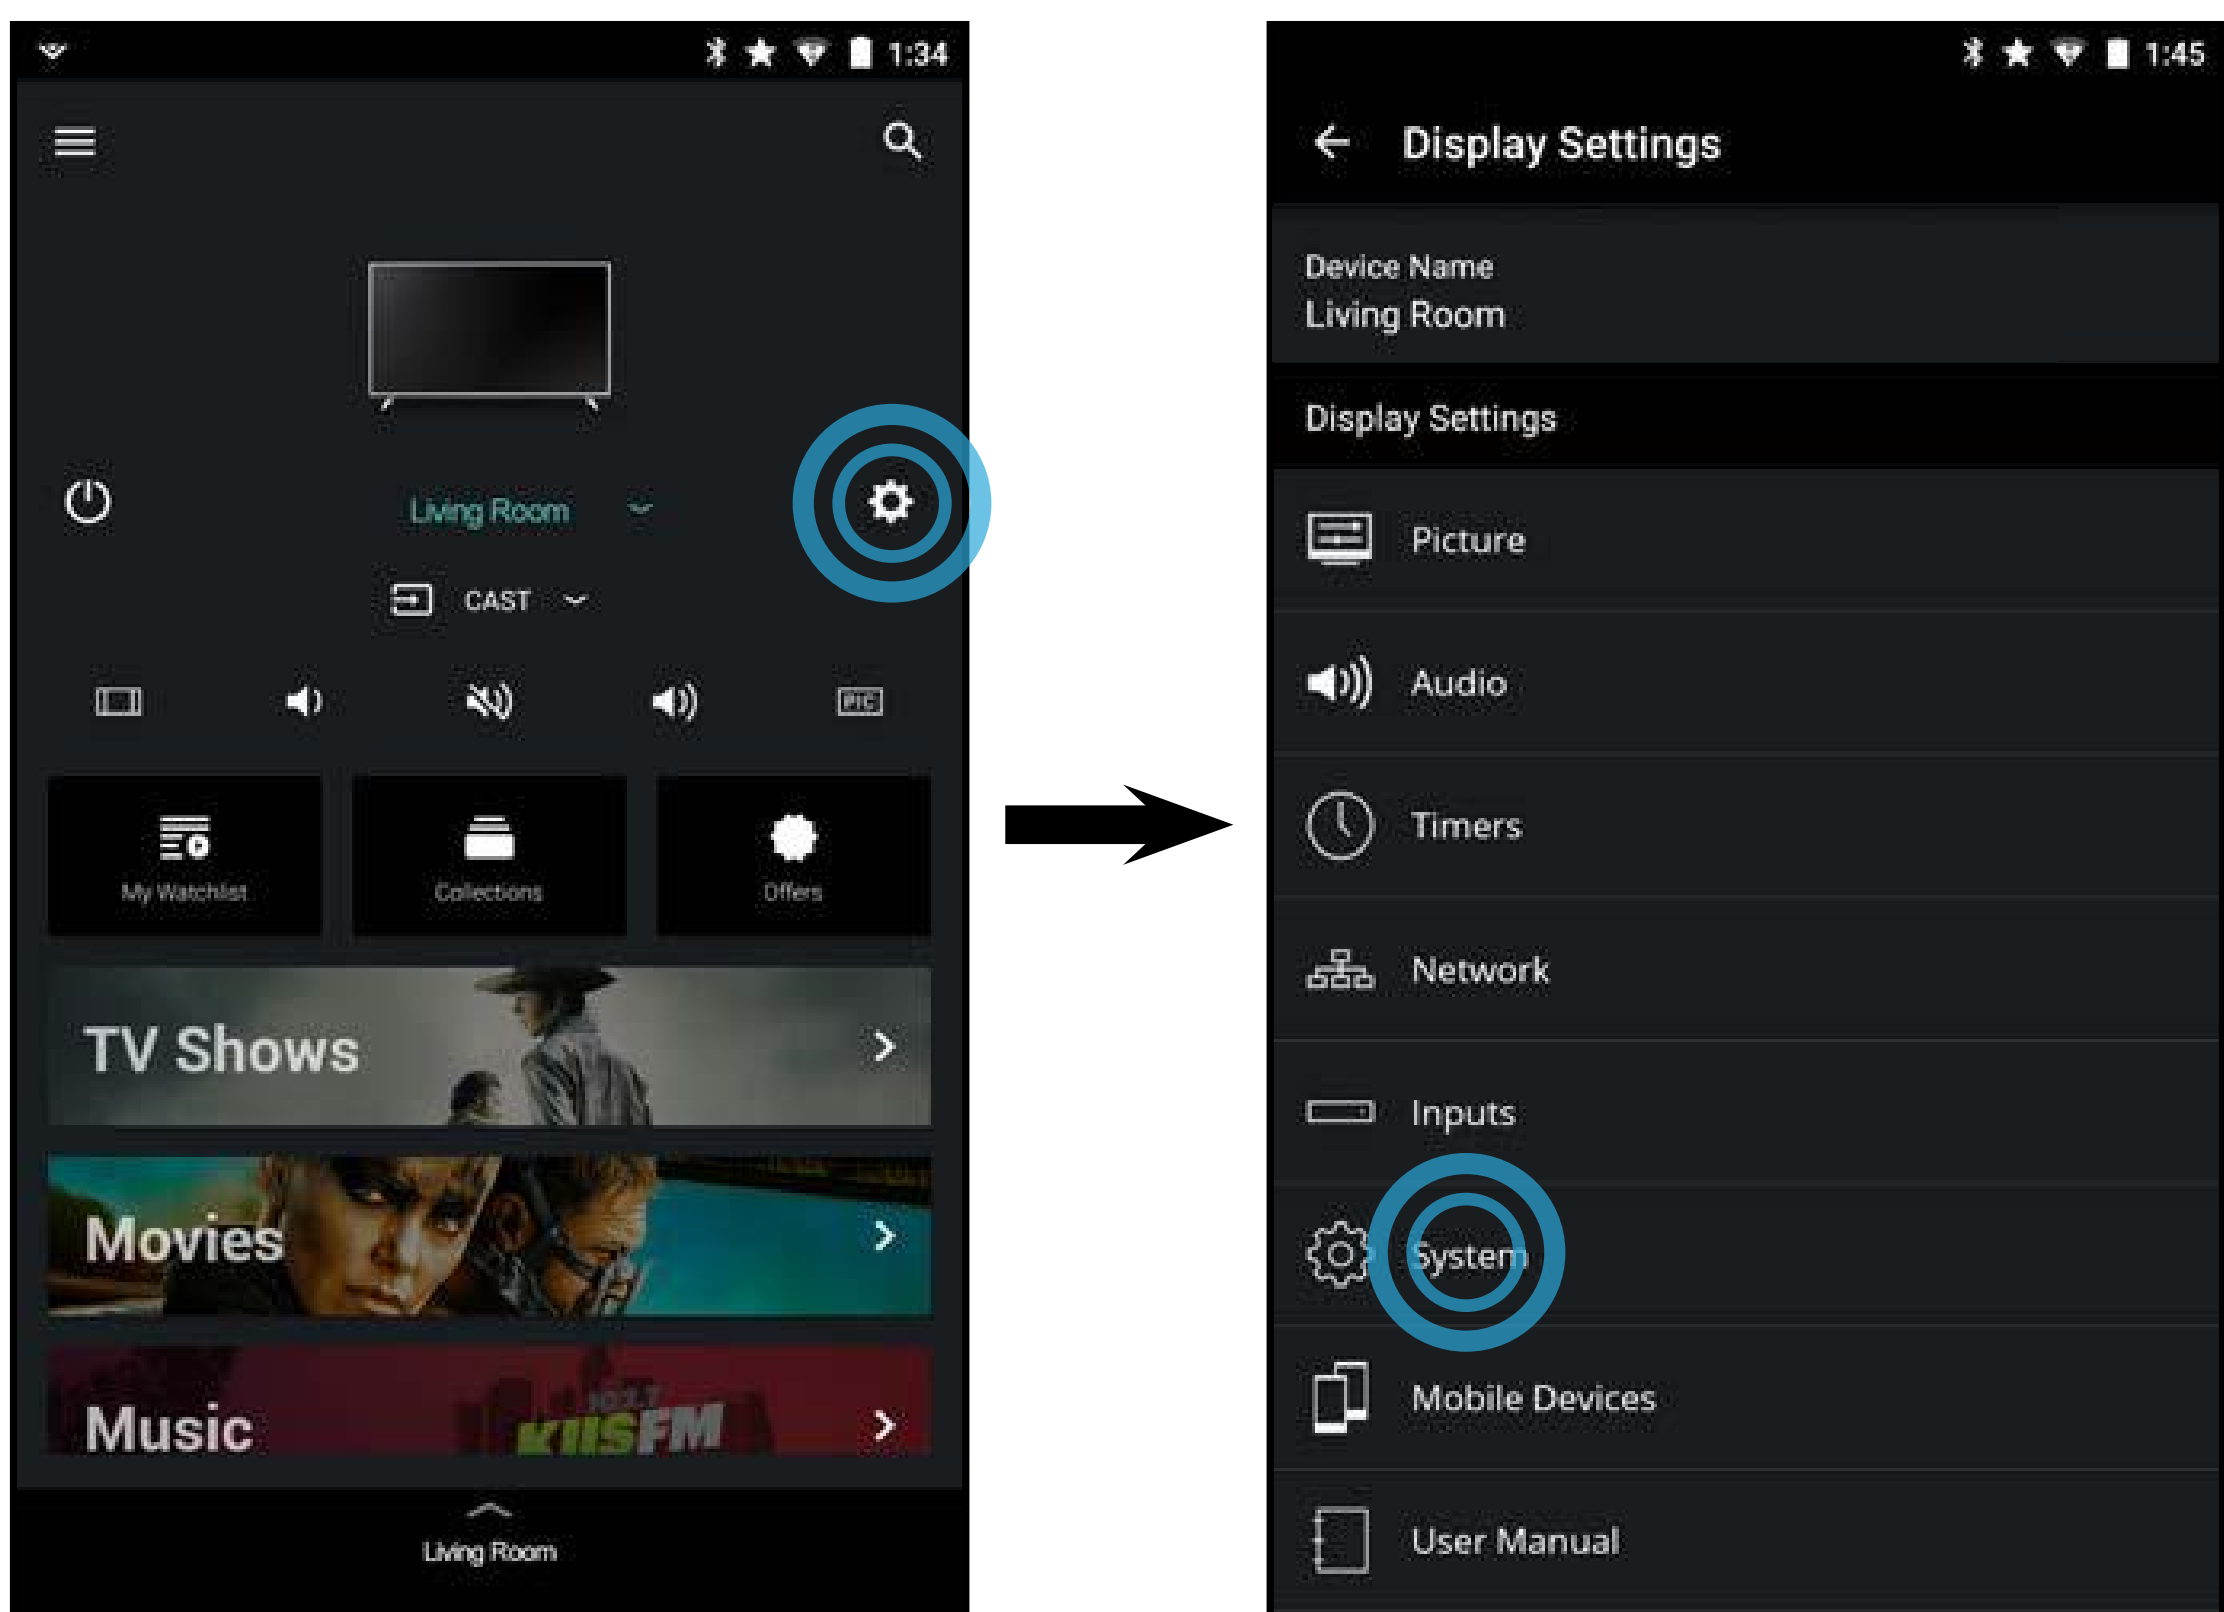 1:34
Living Room
CAST
PIC
My Watchlist
Collections
Offers
TV Shows
Movies
Music
KIISFM
Living Room
1:45
Display Settings
Device Name
Living Room
Display Settings
Picture
Audio
Timers
Network
Inputs
System
Mobile Devices
User Manual